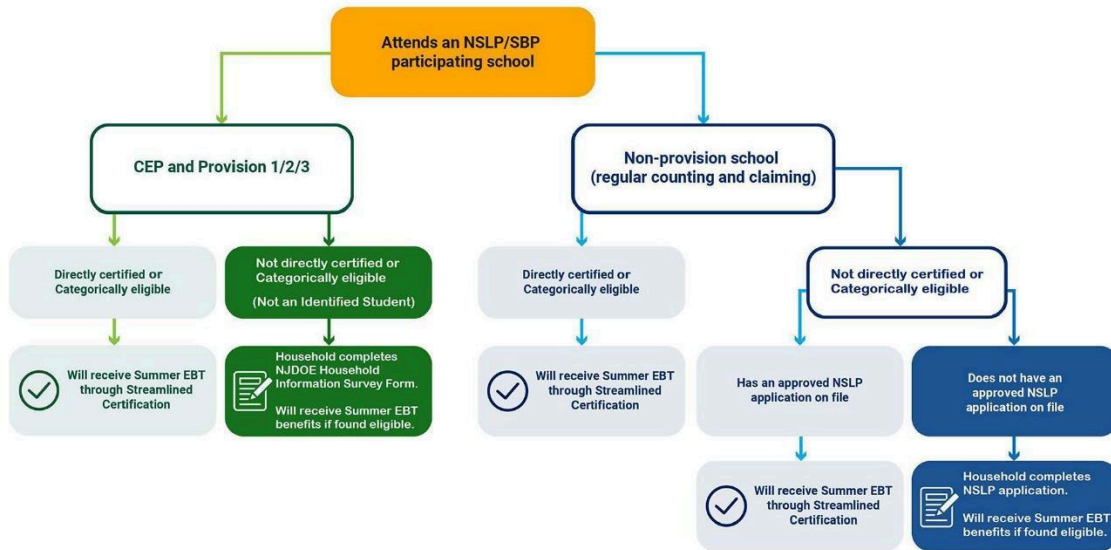 Attends an NSLP/SBP
participating school
CEP and Provision 1/2/3
Non-provision school
(regular counting and claiming)
Directly certified or
Categorically eligible
Not directly certified or
Categorically eligible
(Not an Identified Student)
Directly certified or
Categorically eligible
Not directly certified or
Categorically eligible
Will receive Summer EBT
through Streamlined
Certification
Household completes
NJDOE Household
Information Survey Form.
Will receive Summer EBT
benefits if found eligible.
Will receive Summer EBT
through Streamlined
Certification
Has an approved NSLP
application on file
Does not have an
approved NSLP
application on file
Will receive Summer EBT
through Streamlined
Certification
Household completes
NSLP application.
Will receive Summer EBT
benefits if found eligible.